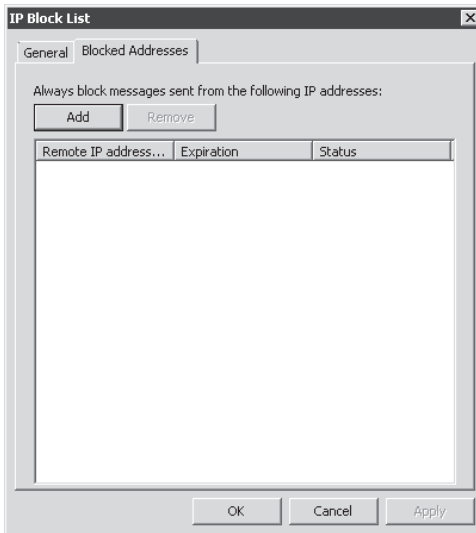 IP Block List
General Blocked Addresses
Always block messages sent from the following IP addresses:
Add Remove
Remote IP address... Expiration Status
OK Cancel Apply